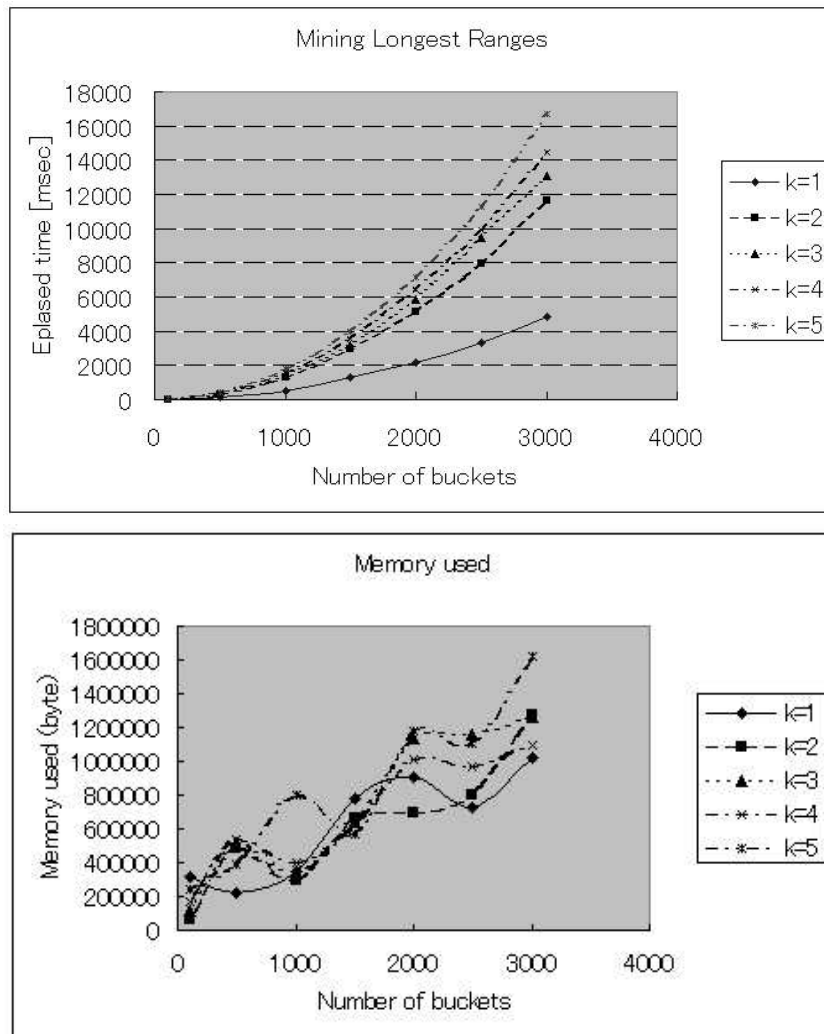 Mining Longest Ranges
18000
16000
14000
12000
10000
8000
6000
4000
2000
0
Eplased time [msec]
0 1000 2000 3000 4000
Number of buckets
k=1
k=2
k=3
k=4
k=5
Memory used
1800000
1600000
1400000
1200000
1000000
800000
600000
400000
200000
0
Memory used (byte)
0 1000 2000 3000 4000
Number of buckets
k=1
k=2
k=3
k=4
k=5